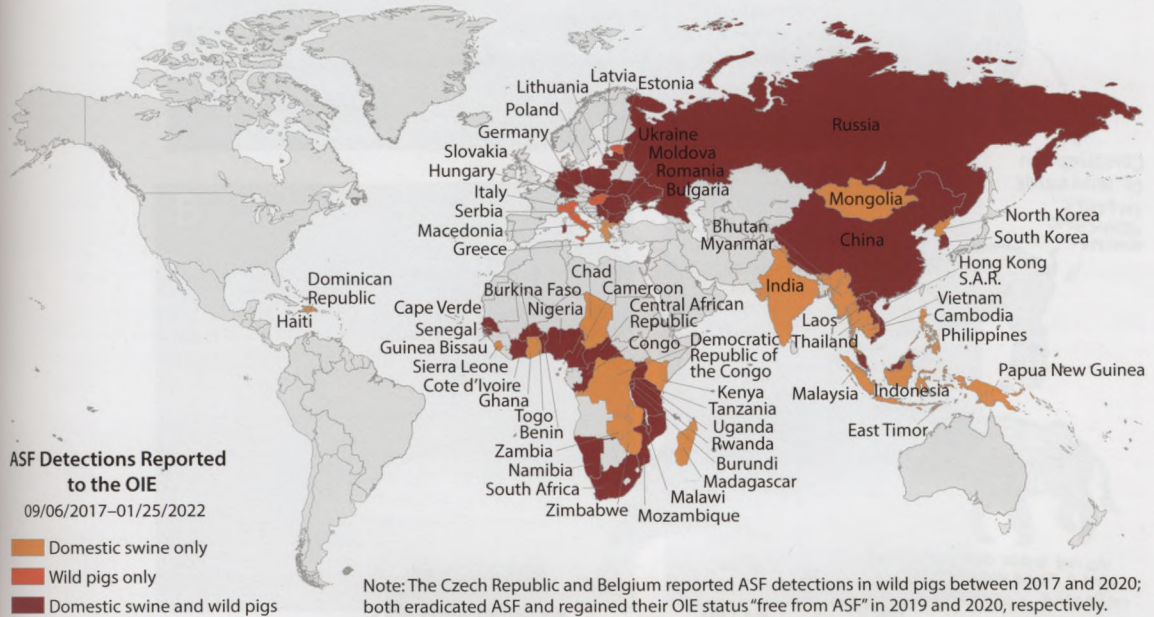 Latvia
Estonia
Lithuania
Poland
Germany
Ukraine
Slovakia
Moldova
Hungary
Romania
Italy
Bulgaria
Serbia
Macedonia
Greece
Russia
Mongolia
China
Bhutan
Myanmar
North Korea
South Korea
Hong Kong
S.A.R.
India
Vietnam
Laos
Cambodia
Thailand
Philippines
Malaysia
Indonesia
Papua New Guinea
East Timor
Dominican
Republic
Haiti
Chad
Burkina Faso
Cameroon
Cape Verde
Nigeria
Central African
Republic
Senegal
Guinea Bissau
Congo
Democratic
Republic of
the Congo
Sierra Leone
Cote d’Ivoire
Ghana
Togo
Benin
Kenya
Tanzania
Uganda
Rwanda
Burundi
Madagascar
Zambia
Namibia
South Africa
Zimbabwe
Malawi
Mozambique
ASF Detections Reported
to the OIE
09/06/2017–01/25/2022
Domestic swine only
Wild pigs only
Domestic swine and wild pigs
Note: The Czech Republic and Belgium reported ASF detections in wild pigs between 2017 and 2020;
both eradicated ASF and regained their OIE status “free from ASF” in 2019 and 2020, respectively.